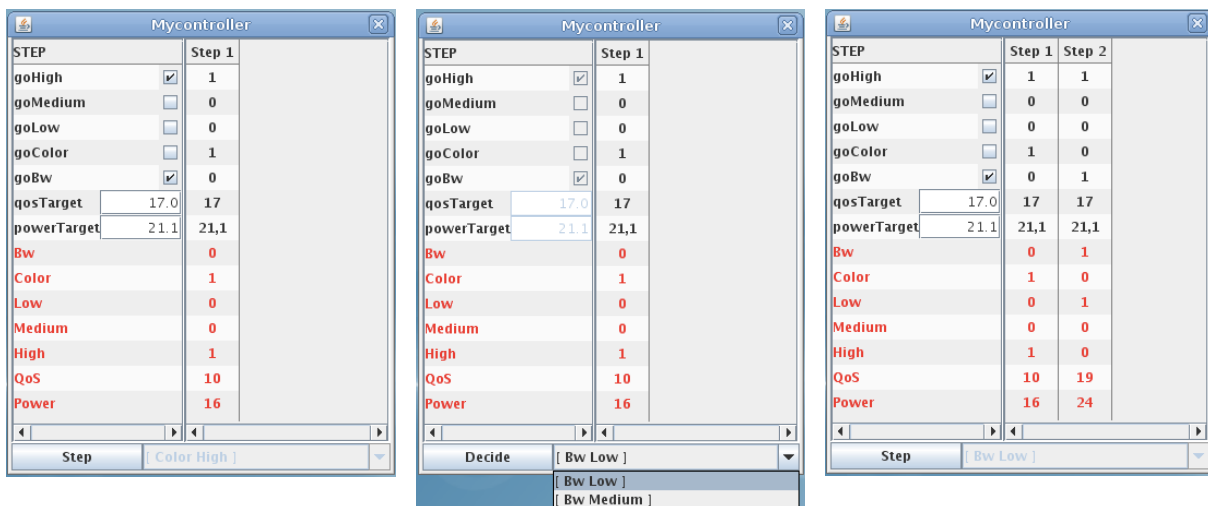 Mycontroller
STEP Step 1
goHigh 1
goMedium 0
goLow 0
goColor 1
goBw 0
qosTarget 17.0 17
powerTarget 21.1 21,1
Bw 0
Color 1
Low 0
Medium 0
High 1
QoS 10
Power 16
Step [ Color High ]
Mycontroller
STEP Step 1
goHigh 1
goMedium 0
goLow 0
goColor 1
goBw 0
qosTarget 17.0 17
powerTarget 21.1 21,1
Bw 0
Color 1
Low 0
Medium 0
High 1
QoS 10
Power 16
Decide [ Bw Low ]
[ Bw Low ]
[ Bw Medium ]
Mycontroller
STEP Step 1 Step 2
goHigh 1 1
goMedium 0 0
goLow 0 0
goColor 1 0
goBw 0 1
qosTarget 17.0 17 17
powerTarget 21.1 21,1 21,1
Bw 0 1
Color 1 0
Low 0 1
Medium 0 0
High 1 0
QoS 10 19
Power 16 24
Step [ Bw Low ]